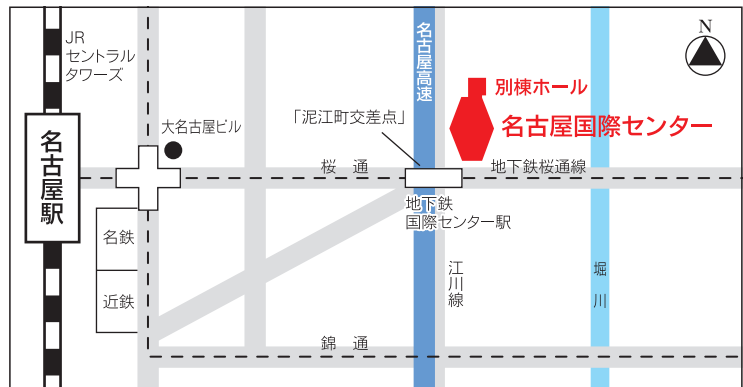 JR
セントラル
タワーズ
名古屋高速
N
別棟ホール
名古屋国際センター
大名古屋ビル
「泥江町交差点」
名古屋駅
桜通
地下鉄桜通線
地下鉄
国際センター駅
名鉄
近鉄
江川線
堀川
錦通